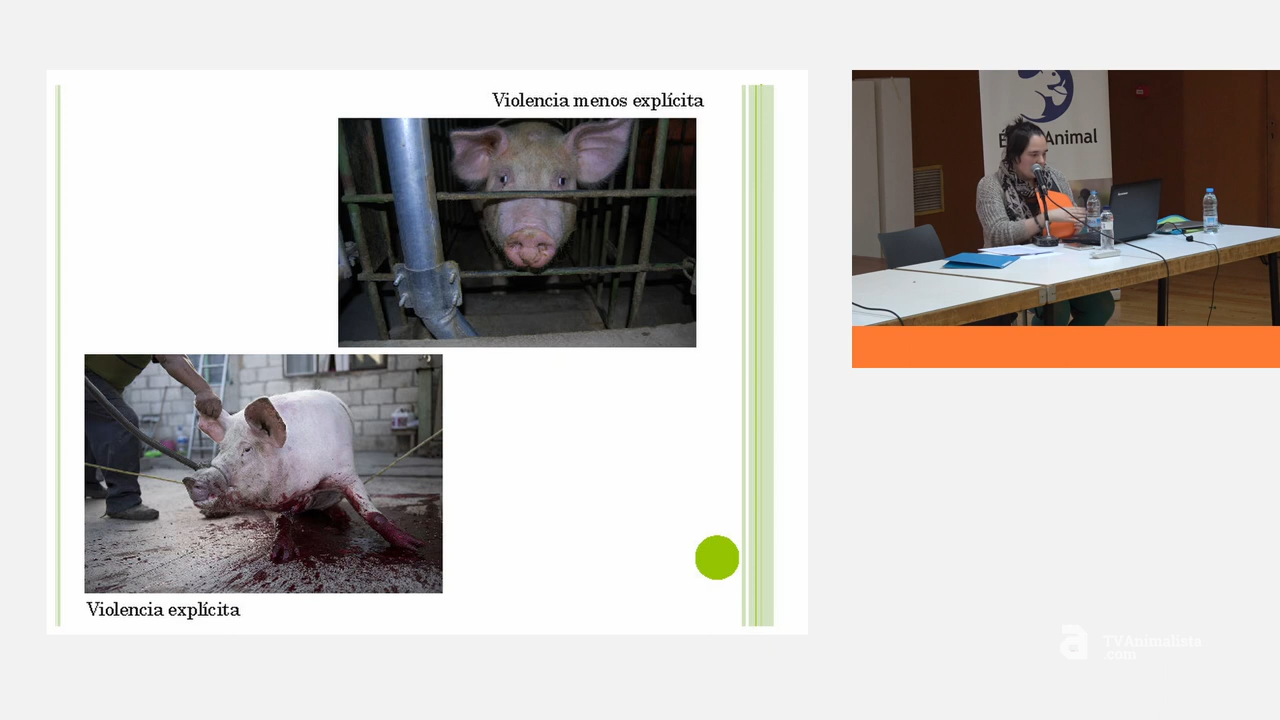 Violencia menos explícita
Violencia explícita
Animal
TVAnimalista
.com